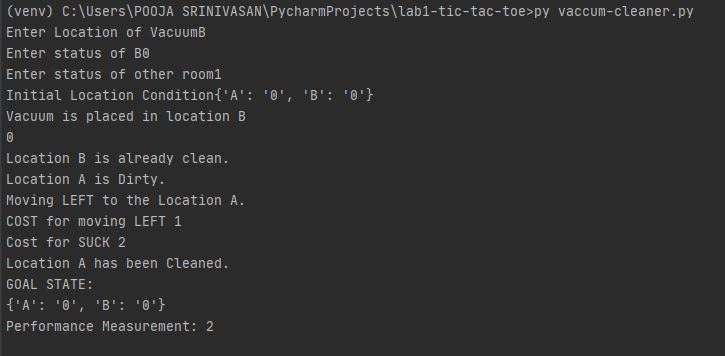 (venv) C:\Users\POOJA SRINIVASAN\PycharmProjects\lab1-tic-tac-toe>py vaccum-cleaner.py
Enter Location of VacuumB
Enter status of B0
Enter status of other room1
Initial Location Condition{'A': '0', 'B': '0'}
Vacuum is placed in location B
0
Location B is already clean.
Location A is Dirty.
Moving LEFT to the Location A.
COST for moving LEFT 1
Cost for SUCK 2
Location A has been Cleaned.
GOAL STATE:
{'A': '0', 'B': '0'}
Performance Measurement: 2